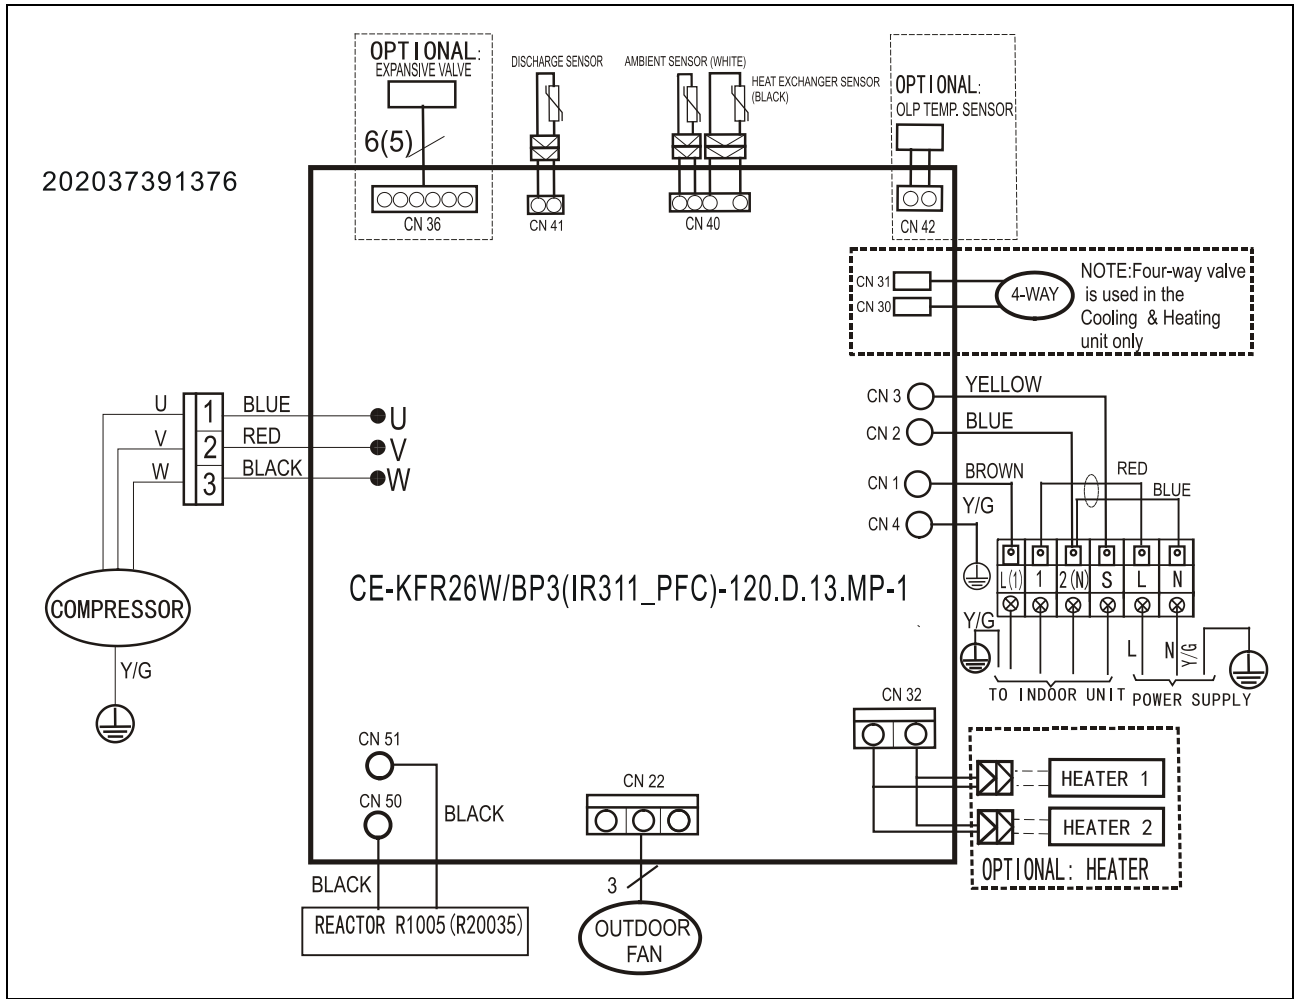 OPTIONAL:
EXPANSIVE VALVE
6(5)
CN 36
DISCHARGE SENSOR
CN 41
AMBIENT SENSOR (WHITE)
HEAT EXCHANGER SENSOR
(BLACK)
CN 40
OPTIONAL:
OLP TEMP. SENSOR
CN 42
202037391376
CN 31
CN 30
4-WAY
NOTE:Four-way valve
is used in the
Cooling & Heating
unit only
U
V
W
1
2
3
BLUE
RED
BLACK
U
V
W
COMPRESSOR
Y/G
CN 3
CN 2
CN 1
CN 4
YELLOW
BLUE
BROWN
Y/G
RED
BLUE
L(1)
1
2(N)
S
L
N
Y/G
L
N
Y/G
TO INDOOR UNIT
POWER SUPPLY
CE-KFR26W/BP3(IR311_PFC)-120.D.13.MP-1
CN 32
HEATER 1
HEATER 2
OPTIONAL: HEATER
CN 51
CN 50
BLACK
BLACK
REACTOR R1005(R20035)
CN 22
3
OUTDOOR
FAN